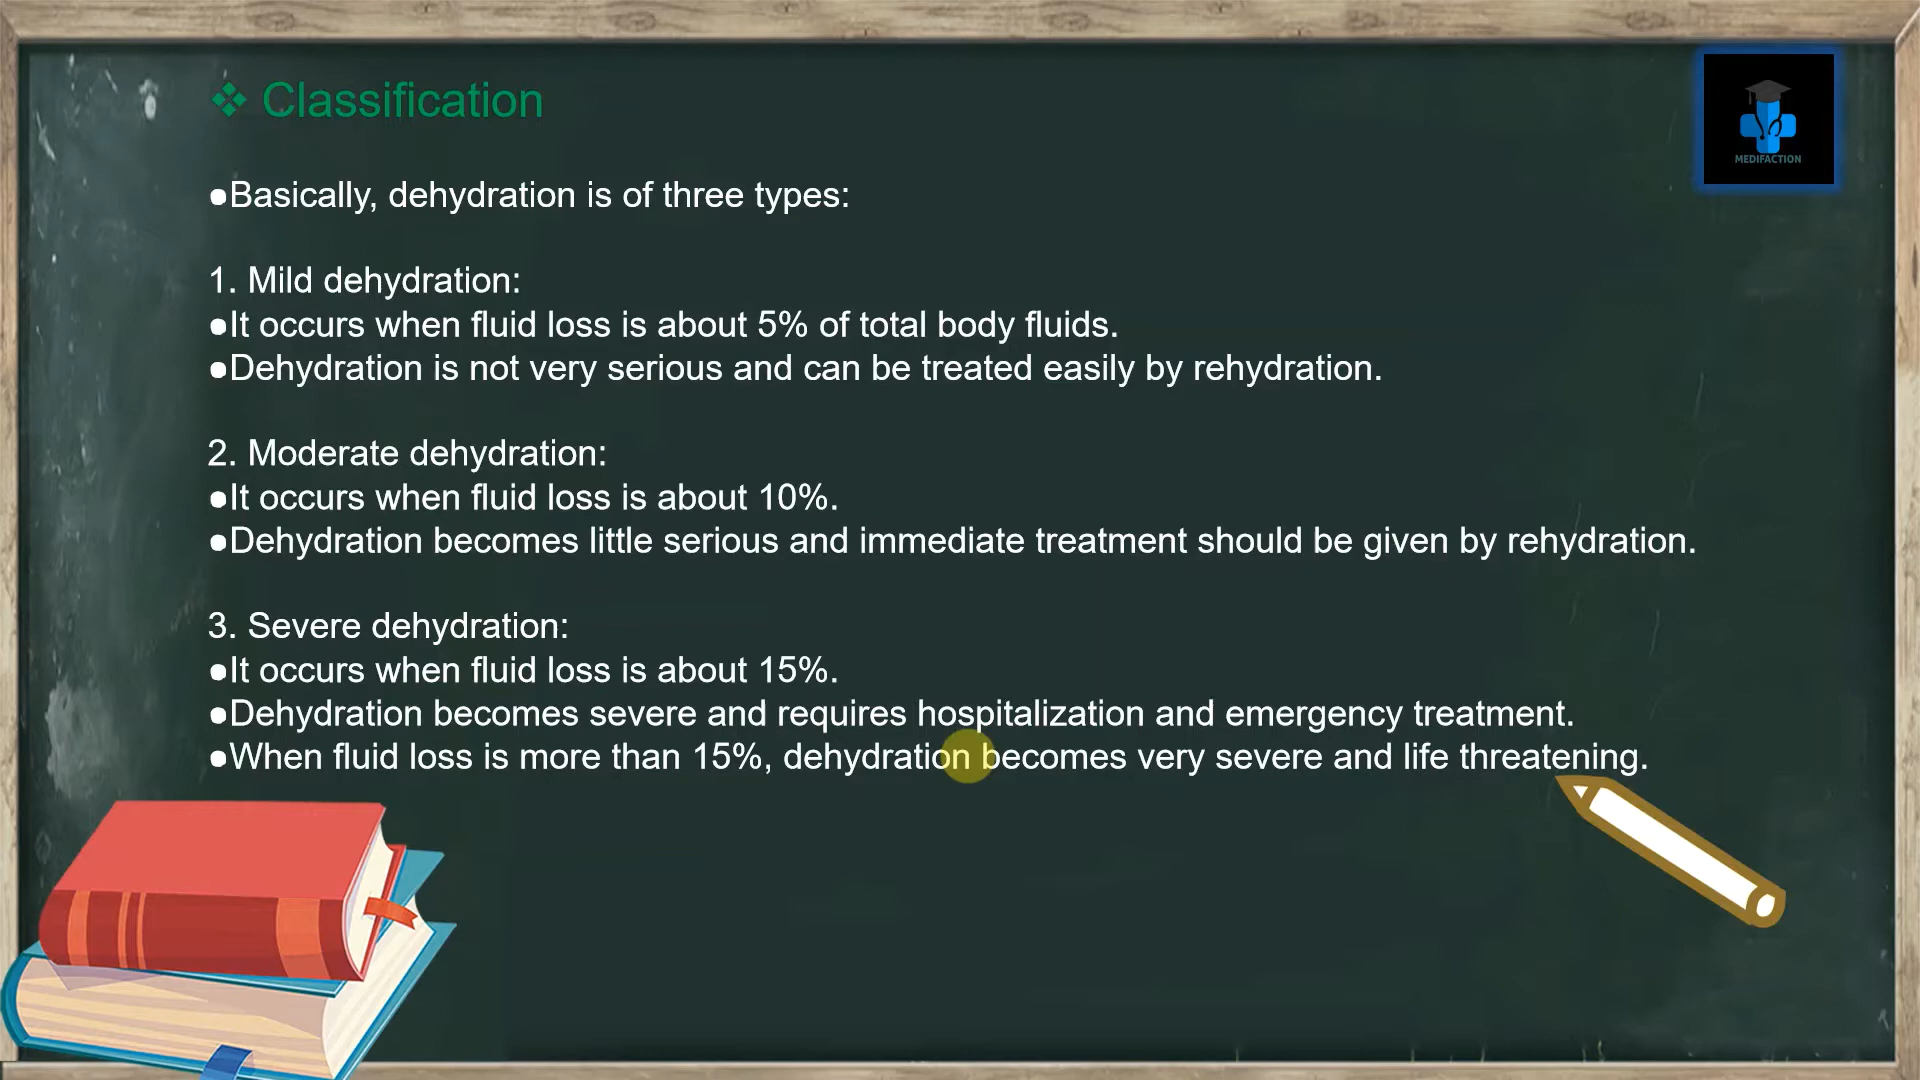 ❖ Classification
MEDIFACTION
●Basically, dehydration is of three types:
1. Mild dehydration:
●It occurs when fluid loss is about 5% of total body fluids.
●Dehydration is not very serious and can be treated easily by rehydration.
2. Moderate dehydration:
●It occurs when fluid loss is about 10%.
●Dehydration becomes little serious and immediate treatment should be given by rehydration.
3. Severe dehydration:
●It occurs when fluid loss is about 15%.
●Dehydration becomes severe and requires hospitalization and emergency treatment.
●When fluid loss is more than 15%, dehydration becomes very severe and life threatening.